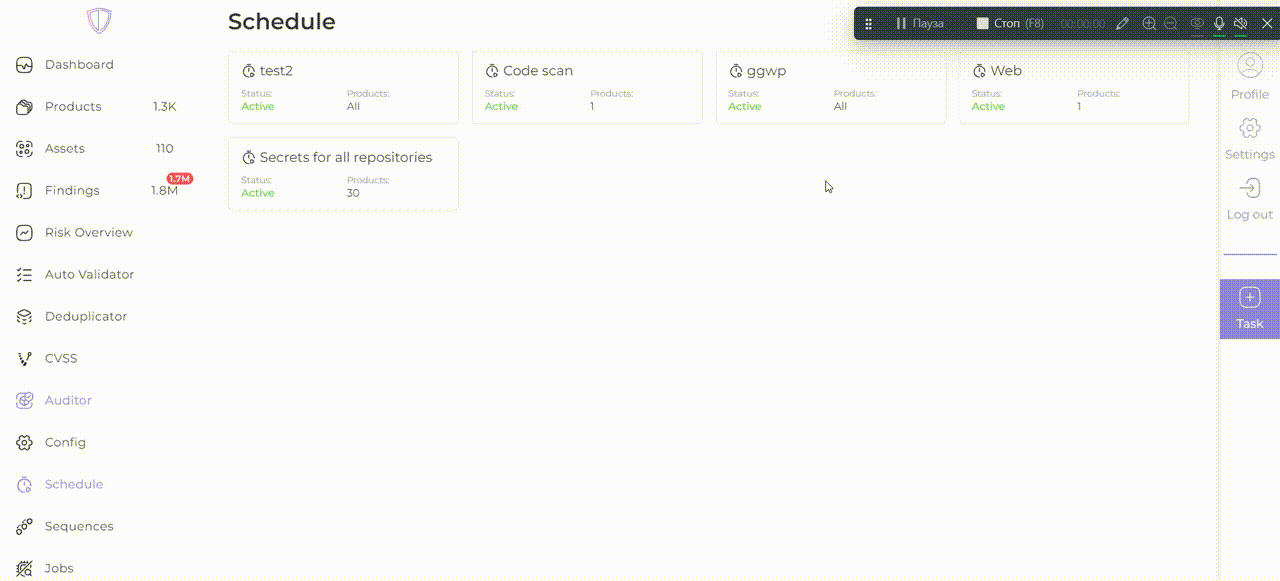 Schedule
Пауза
Стоп (F8)
00:00:00
Dashboard
Products 1.3K
Assets 110
Findings 1.8M
1.7M
Risk Overview
Auto Validator
Deduplicator
CVSS
Auditor
Config
Schedule
Sequences
Jobs
test2
Status: Products:
Active All
Code scan
Status: Products:
Active 1
ggwp
Status: Products:
Active All
Web
Status: Products:
Active 1
Secrets for all repositories
Status: Products:
Active 30
Profile
Settings
Log out
Task